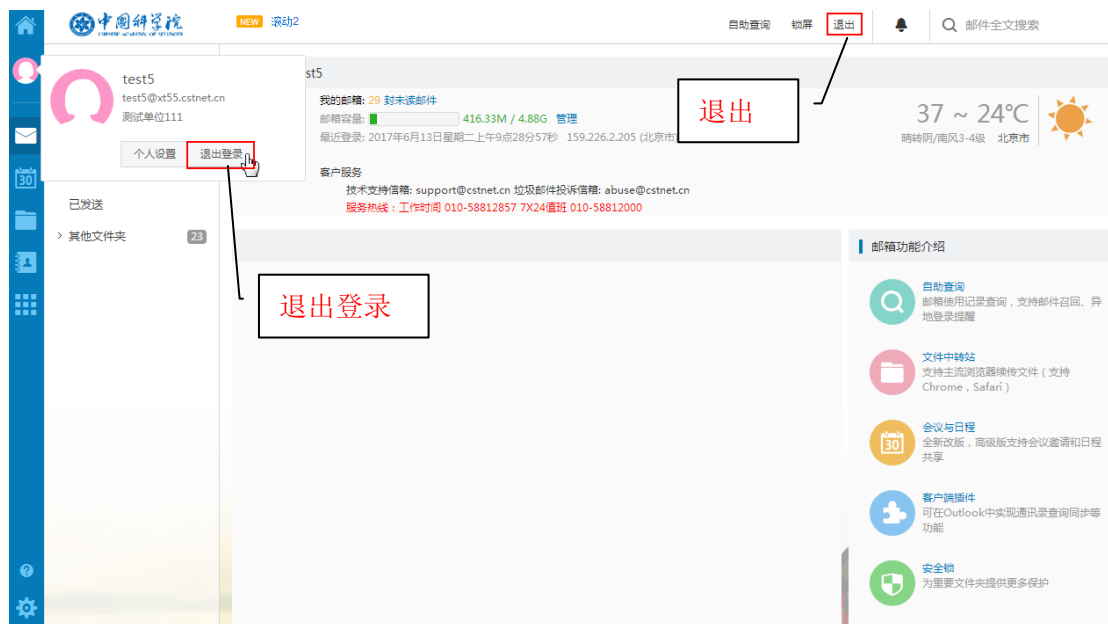 中国科学院
CHINESE ACADEMY OF SCIENCES
NEW 滚动2
自助查询 锁屏 退出
邮件全文搜索
test5
test5@xt55.cstnet.cn
测试单位111
个人设置 退出登录
st5
我的邮箱: 29 封未读邮件
邮箱容量: 416.33M / 4.88G 管理
最近登录: 2017年6月13日星期二上午9点28分57秒 159.226.2.205 (北京市)
客户服务
技术支持信箱: support@cstnet.cn 垃圾邮件投诉信箱: abuse@cstnet.cn
服务热线：工作时间 010-58812857 7X24值班 010-58812000
退出
37 ~ 24℃
晴转阴/南风3-4级 北京市
30
已发送
其他文件夹 23
退出登录
邮箱功能介绍
自助查询
邮箱使用记录查询，支持邮件召回、异
地登录提醒
文件中转站
支持主流浏览器续传文件（支持
Chrome，Safari）
30
会议与日程
全新改版，高级版支持会议邀请和日程
共享
客户端插件
可在Outlook中实现通讯录查询同步等
功能
安全锁
为重要文件夹提供更多保护